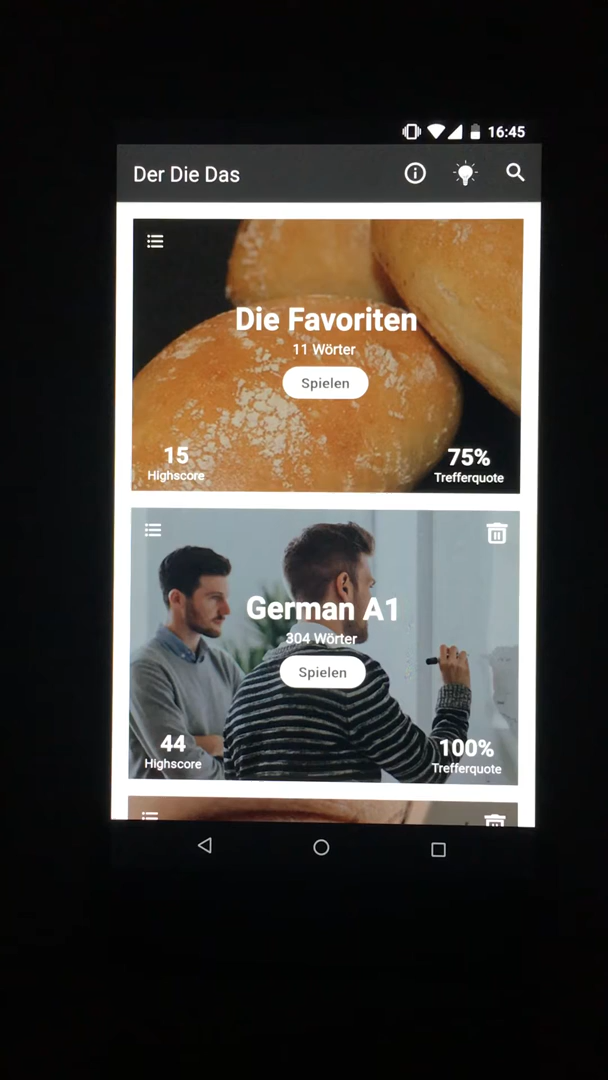 16:45
Der Die Das
Die Favoriten
11 Wörter
Spielen
15
Highscore
75%
Trefferquote
German A1
304 Wörter
Spielen
44
Highscore
100%
Trefferquote